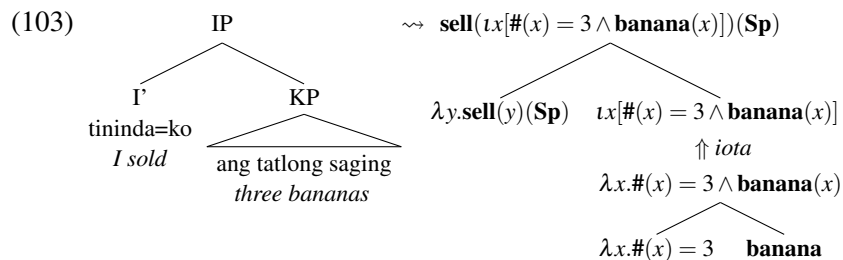 (103) IP ⇝ sell(ιx[#(x) = 3 ∧ banana(x)])(Sp)
I' KP λy.sell(y)(Sp) ιx[#(x) = 3 ∧ banana(x)]
tininda=ko ⇑ iota
I sold ang tatlong saging λx.#(x) = 3 ∧ banana(x)
three bananas
λx.#(x) = 3 banana